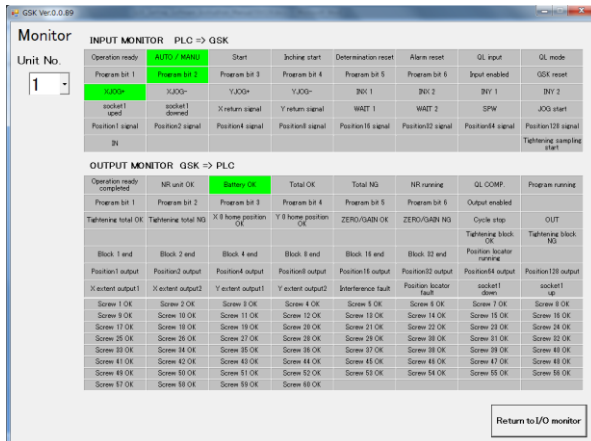 GSK Ver.0.0.89
Monitor
INPUT MONITOR PLC => GSK
Unit No.
1
Operation ready AUTO / MANU Start Inching start Determination reset Alarm reset QL input QL mode
Program bit 1 Program bit 2 Program bit 3 Program bit 4 Program bit 5 Program bit 6 Input enabled GSK reset
XJOG+ XJOG- YJOG+ YJOG- INX 1 INX 2 INY 1 INY 2
socket1 uped socket1 downed X return signal Y return signal WAIT 1 WAIT 2 SPW JOG start
Position1 signal Position2 signal Position4 signal Position8 signal Position16 signal Position32 signal Position64 signal Position128 signal
IN Tightening sampling start
OUTPUT MONITOR GSK => PLC
Operation ready completed NR unit OK Battery OK Total OK Total NG NR running QL COMP. Program running
Program bit 1 Program bit 2 Program bit 3 Program bit 4 Program bit 5 Program bit 6 Output enabled
Tightening total OK Tightening total NG X 0 home position OK Y 0 home position OK ZERO/GAIN OK ZERO/GAIN NG Cycle stop OUT
Tightening block OK Tightening block NG
Block 1 end Block 2 end Block 4 end Block 8 end Block 16 end Block 32 end Position locator running
Position1 output Position2 output Position4 output Position8 output Position16 output Position32 output Position64 output Position128 output
X extent output1 X extent output2 Y extent output1 Y extent output2 Interference fault Position locator fault socket1 down socket1 up
Screw 1 OK Screw 2 OK Screw 3 OK Screw 4 OK Screw 5 OK Screw 6 OK Screw 7 OK Screw 8 OK
Screw 9 OK Screw 10 OK Screw 11 OK Screw 12 OK Screw 13 OK Screw 14 OK Screw 15 OK Screw 16 OK
Screw 17 OK Screw 18 OK Screw 19 OK Screw 20 OK Screw 21 OK Screw 22 OK Screw 23 OK Screw 24 OK
Screw 25 OK Screw 26 OK Screw 27 OK Screw 28 OK Screw 29 OK Screw 30 OK Screw 31 OK Screw 32 OK
Screw 33 OK Screw 34 OK Screw 35 OK Screw 36 OK Screw 37 OK Screw 38 OK Screw 39 OK Screw 40 OK
Screw 41 OK Screw 42 OK Screw 43 OK Screw 44 OK Screw 45 OK Screw 46 OK Screw 47 OK Screw 48 OK
Screw 49 OK Screw 50 OK Screw 51 OK Screw 52 OK Screw 53 OK Screw 54 OK Screw 55 OK Screw 56 OK
Screw 57 OK Screw 58 OK Screw 59 OK Screw 60 OK
Return to I/O monitor